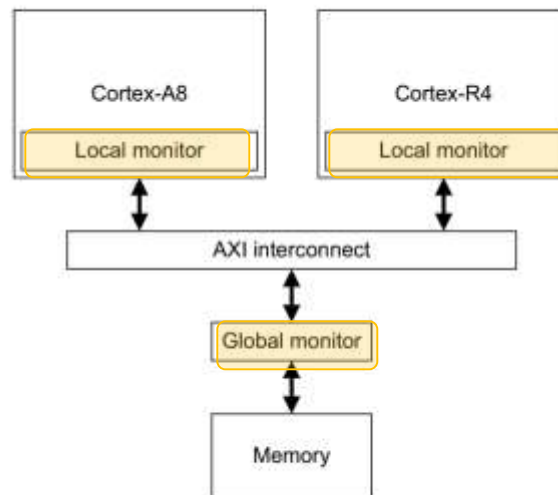 Cortex-A8
Cortex-R4
Local monitor
Local monitor
AXI interconnect
Global monitor
Memory